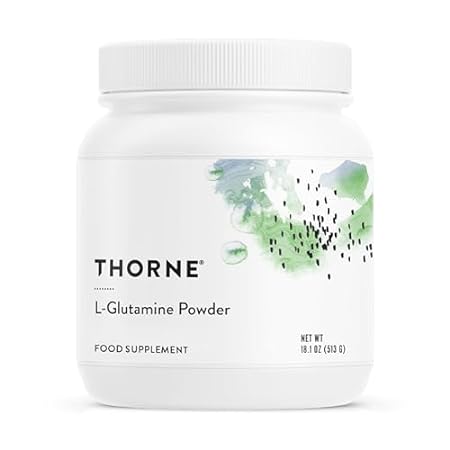 THORNE®
L-Glutamine Powder
FOOD SUPPLEMENT
NET WT
18.1 OZ (513 G)